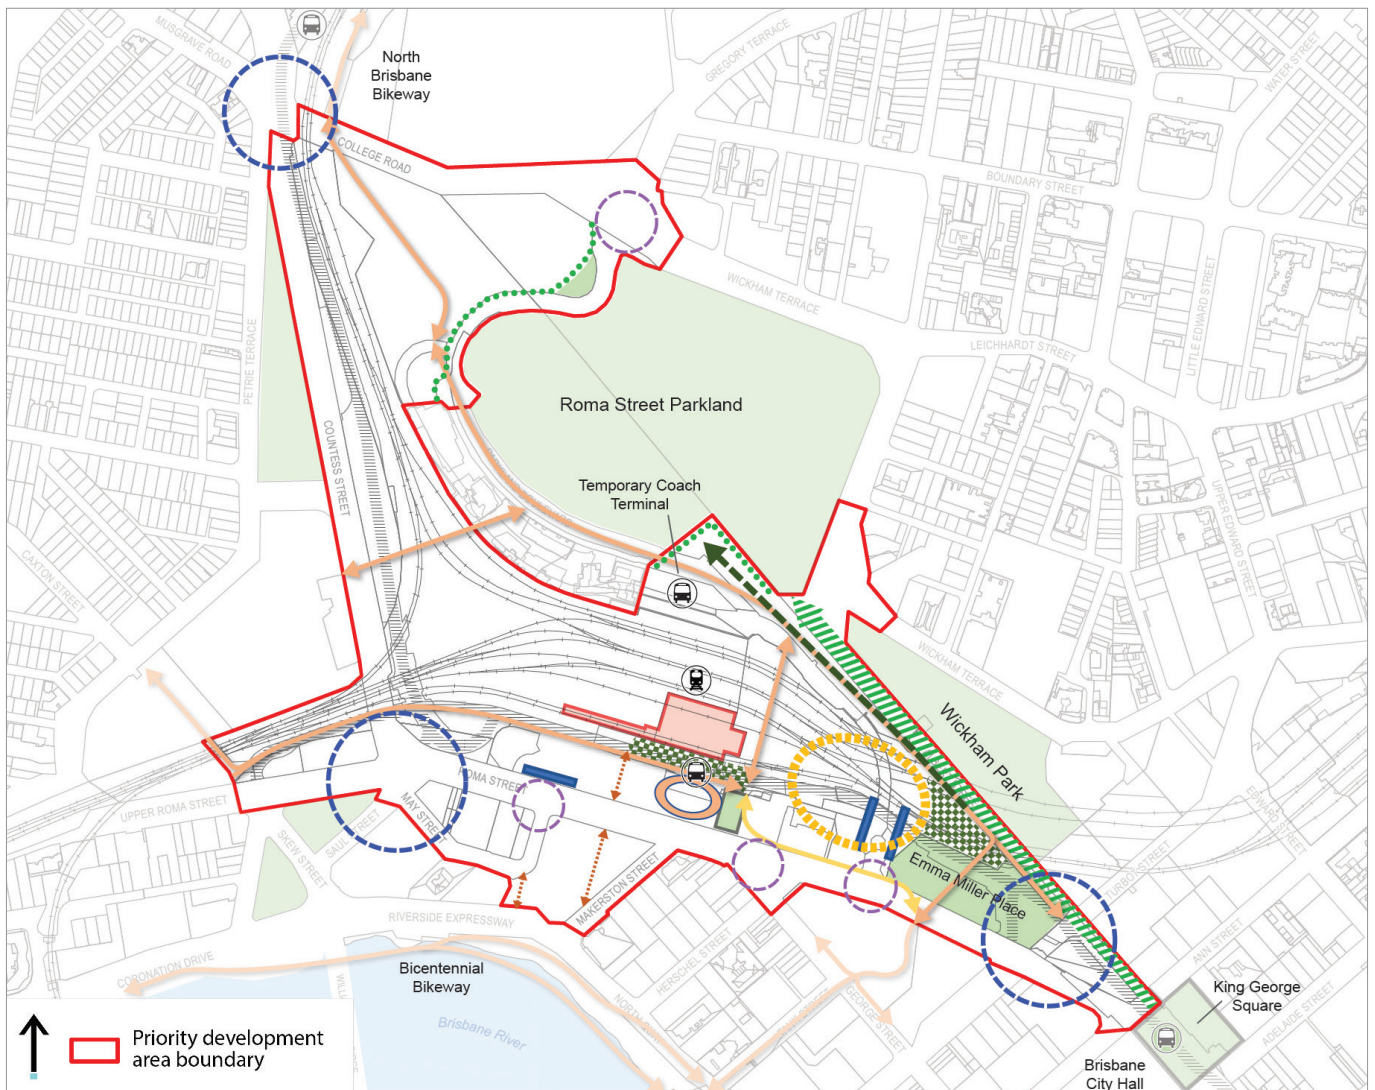 MUSGRAVE ROAD
North
Brisbane
Bikeway
GREGORY TERRACE
WATER STREET
COLLEGE ROAD
BOUNDARY STREET
WICKHAM TERRACE
LITTLE EDWARD STREET
LEICHHARDT STREET
PETRIE TERRACE
Roma Street Parkland
COUNTESS STREET
Temporary Coach
Terminal
UPPER EDWARD STREET
CAXTON STREET
WICKHAM TERRACE
Wickham Park
ROMA STREET
EDWARD STREET
UPPER ROMA STREET
MAY STREET
SAUL STREET
SKEW STREET
Emma Miller Place
TURBOT STREET
MAKERSTON STREET
RIVERSIDE EXPRESSWAY
HERSCHEL STREET
ANN STREET
CORONATION DRIVE
Bicentennial
Bikeway
GEORGE STREET
King George
Square
ADELAIDE STREET
Brisbane River
Priority development
area boundary
Brisbane
City Hall